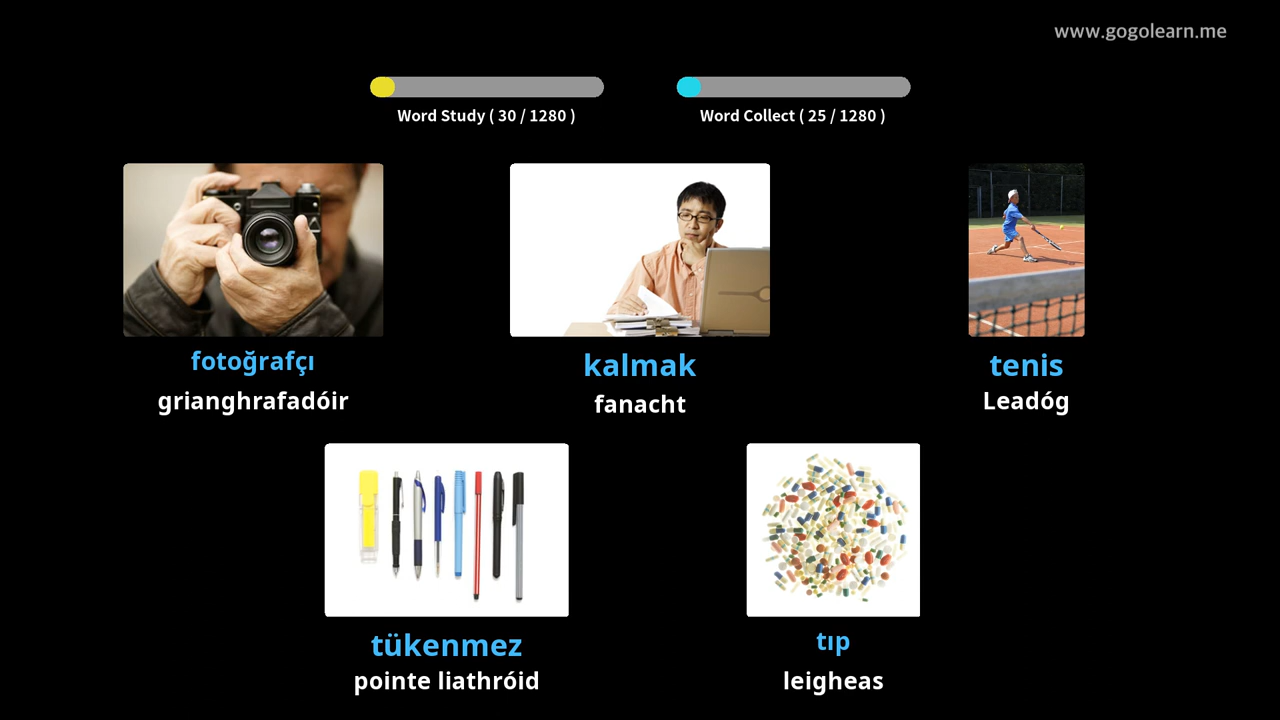 www.gogolearn.me
Word Study ( 30 / 1280 )
Word Collect ( 25 / 1280 )
fotoğrafçı
grianghrafadóir
kalmak
fanacht
tenis
Leadóg
tükenmez
pointe liathróid
tıp
leigheas